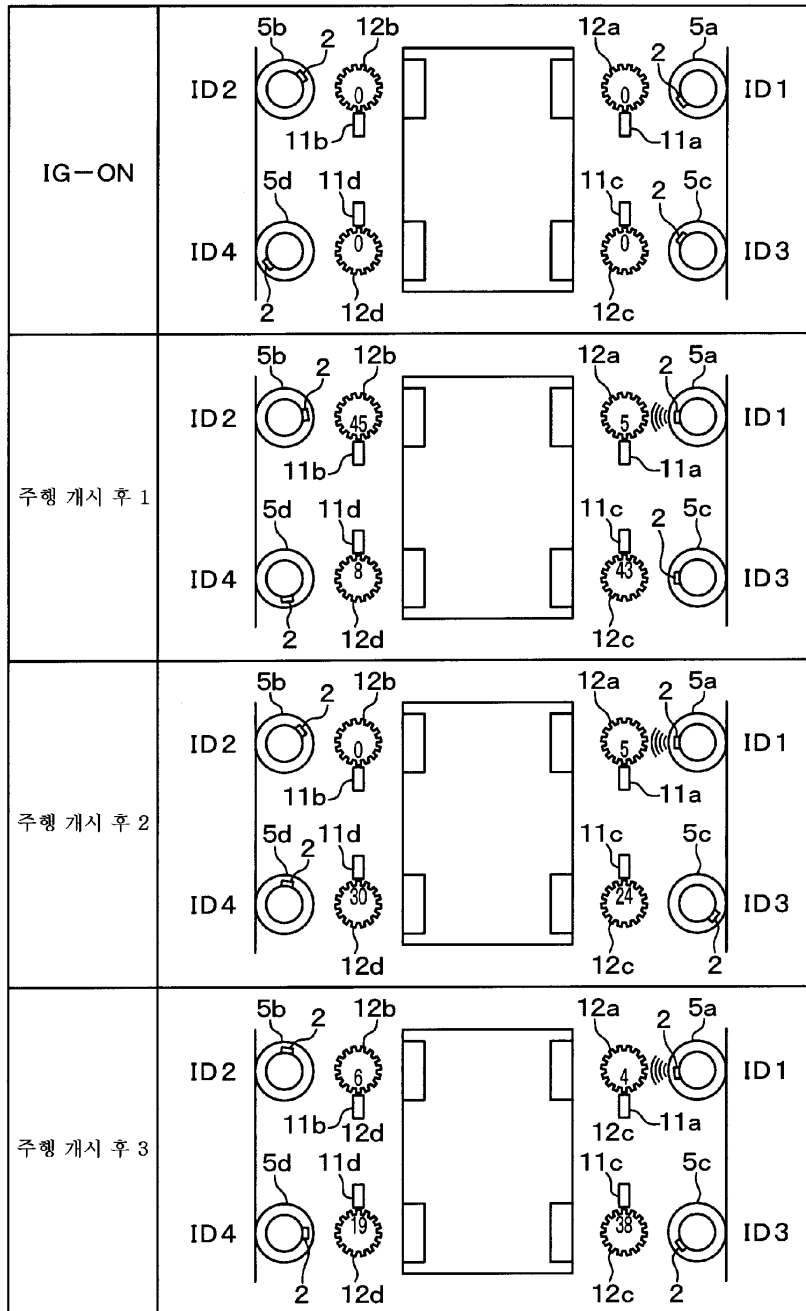 5b 2 12b 12a 2 5a
ID2 0 0 ID1
11b 11a
IG-ON
5d 11d 11c 2 5c
ID4 0 0 ID3
2 12d 12c
5b 2 12b 12a 2 5a
ID2 45 5 ID1
11b 11a
주행 개시 후 1
5d 11d 11c 2 5c
ID4 8 43 ID3
2 12d 12c
5b 2 12b 12a 2 5a
ID2 0 5 ID1
11b 11a
주행 개시 후 2
5d 2 11d 11c 5c
ID4 30 24 ID3
12d 12c 2
5b 2 12b 12a 2 5a
ID2 6 4 ID1
11b 12d 12c 11a
주행 개시 후 3
5d 11d 11c 5c
ID4 19 38 ID3
2 12d 12c 2